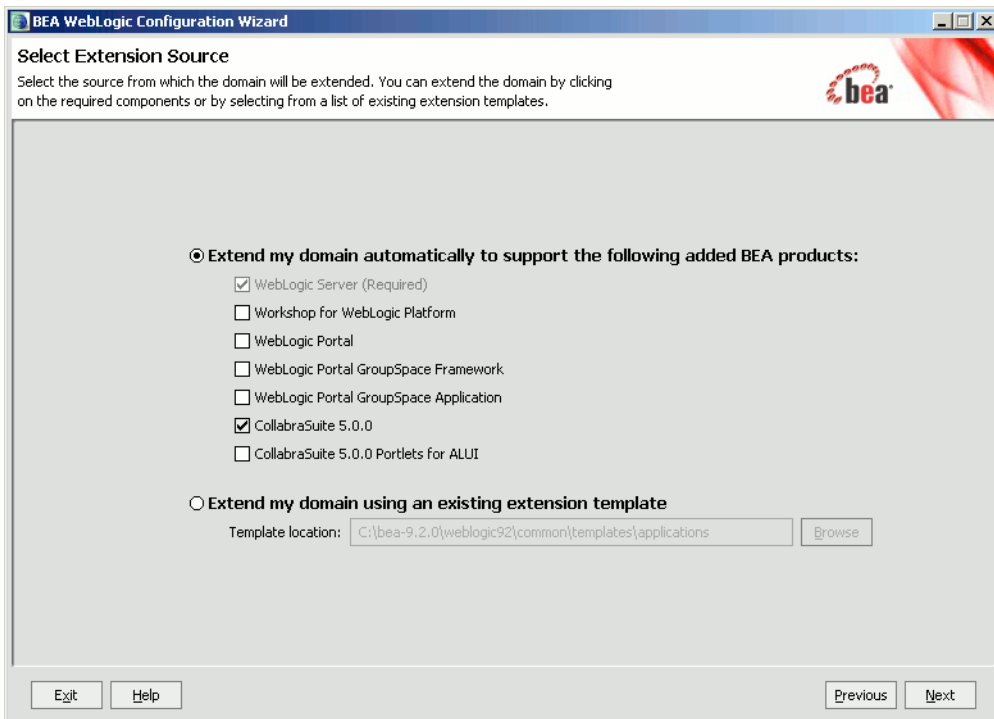 BEA WebLogic Configuration Wizard
Select Extension Source
Select the source from which the domain will be extended. You can extend the domain by clicking
on the required components or by selecting from a list of existing extension templates.
bea
Extend my domain automatically to support the following added BEA products:
WebLogic Server (Required)
Workshop for WebLogic Platform
WebLogic Portal
WebLogic Portal GroupSpace Framework
WebLogic Portal GroupSpace Application
CollabraSuite 5.0.0
CollabraSuite 5.0.0 Portlets for ALUI
Extend my domain using an existing extension template
Template location: C:\bea-9.2.0\weblogic92\common\templates\applications Browse
Exit Help Previous Next